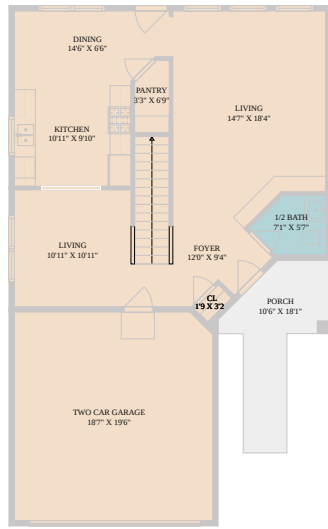 DINING
14'6" X 6'6"
PANTRY
3'3" X 6'9"
LIVING
14'7" X 18'4"
KITCHEN
10'11" X 9'10"
1/2 BATH
7'1" X 5'7"
LIVING
10'11" X 10'11"
FOYER
12'0" X 9'4"
CL
1'9 X 3'2
PORCH
10'6" X 18'1"
TWO CAR GARAGE
18'7" X 19'6"